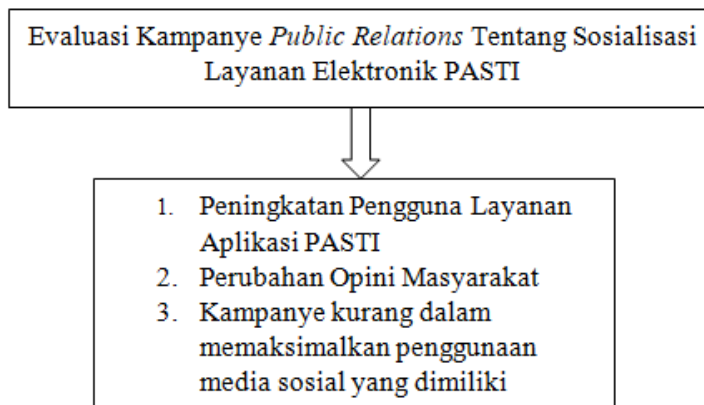 Evaluasi Kampanye Public Relations Tentang Sosialisasi
Layanan Elektronik PASTI
1. Peningkatan Pengguna Layanan
Aplikasi PASTI
2. Perubahan Opini Masyarakat
3. Kampanye kurang dalam
memaksimalkan penggunaan
media sosial yang dimiliki